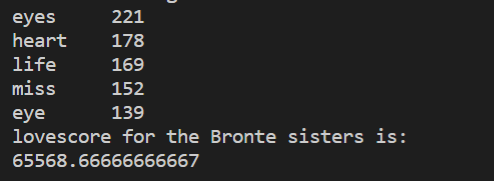 eyes 221
heart 178
life 169
miss 152
eye 139
lovescore for the Bronte sisters is:
65568.66666666667